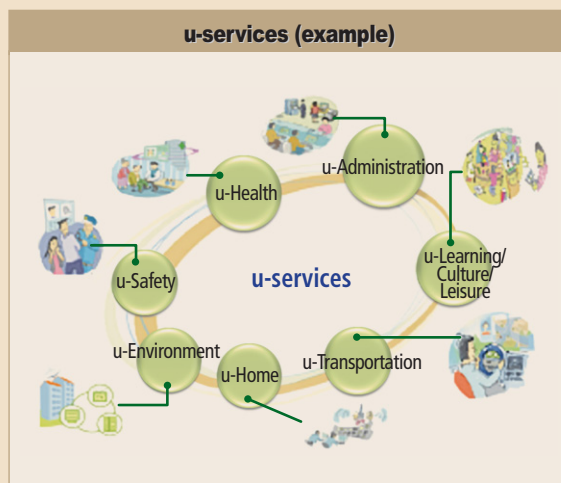 u-services (example)
u-Administration
u-Health
u-Learning/
Culture/
Leisure
u-services
u-Safety
u-Environment
u-Home
u-Transportation